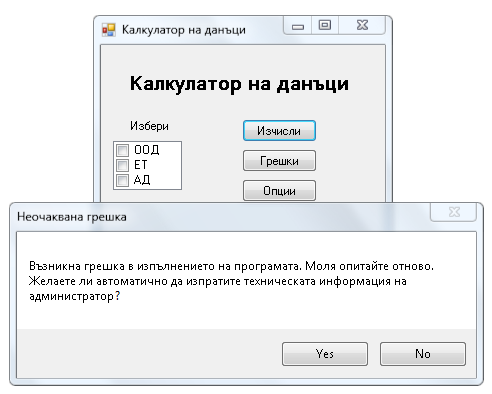 Калкулатор на данъци
Калкулатор на данъци
Избери
ООД
ЕТ
АД
Изчисли
Грешки
Опции
Неочаквана грешка
Възникна грешка в изпълнението на програмата. Моля опитайте отново.
Желаете ли автоматично да изпратите техническата информация на
администратор?
Yes
No